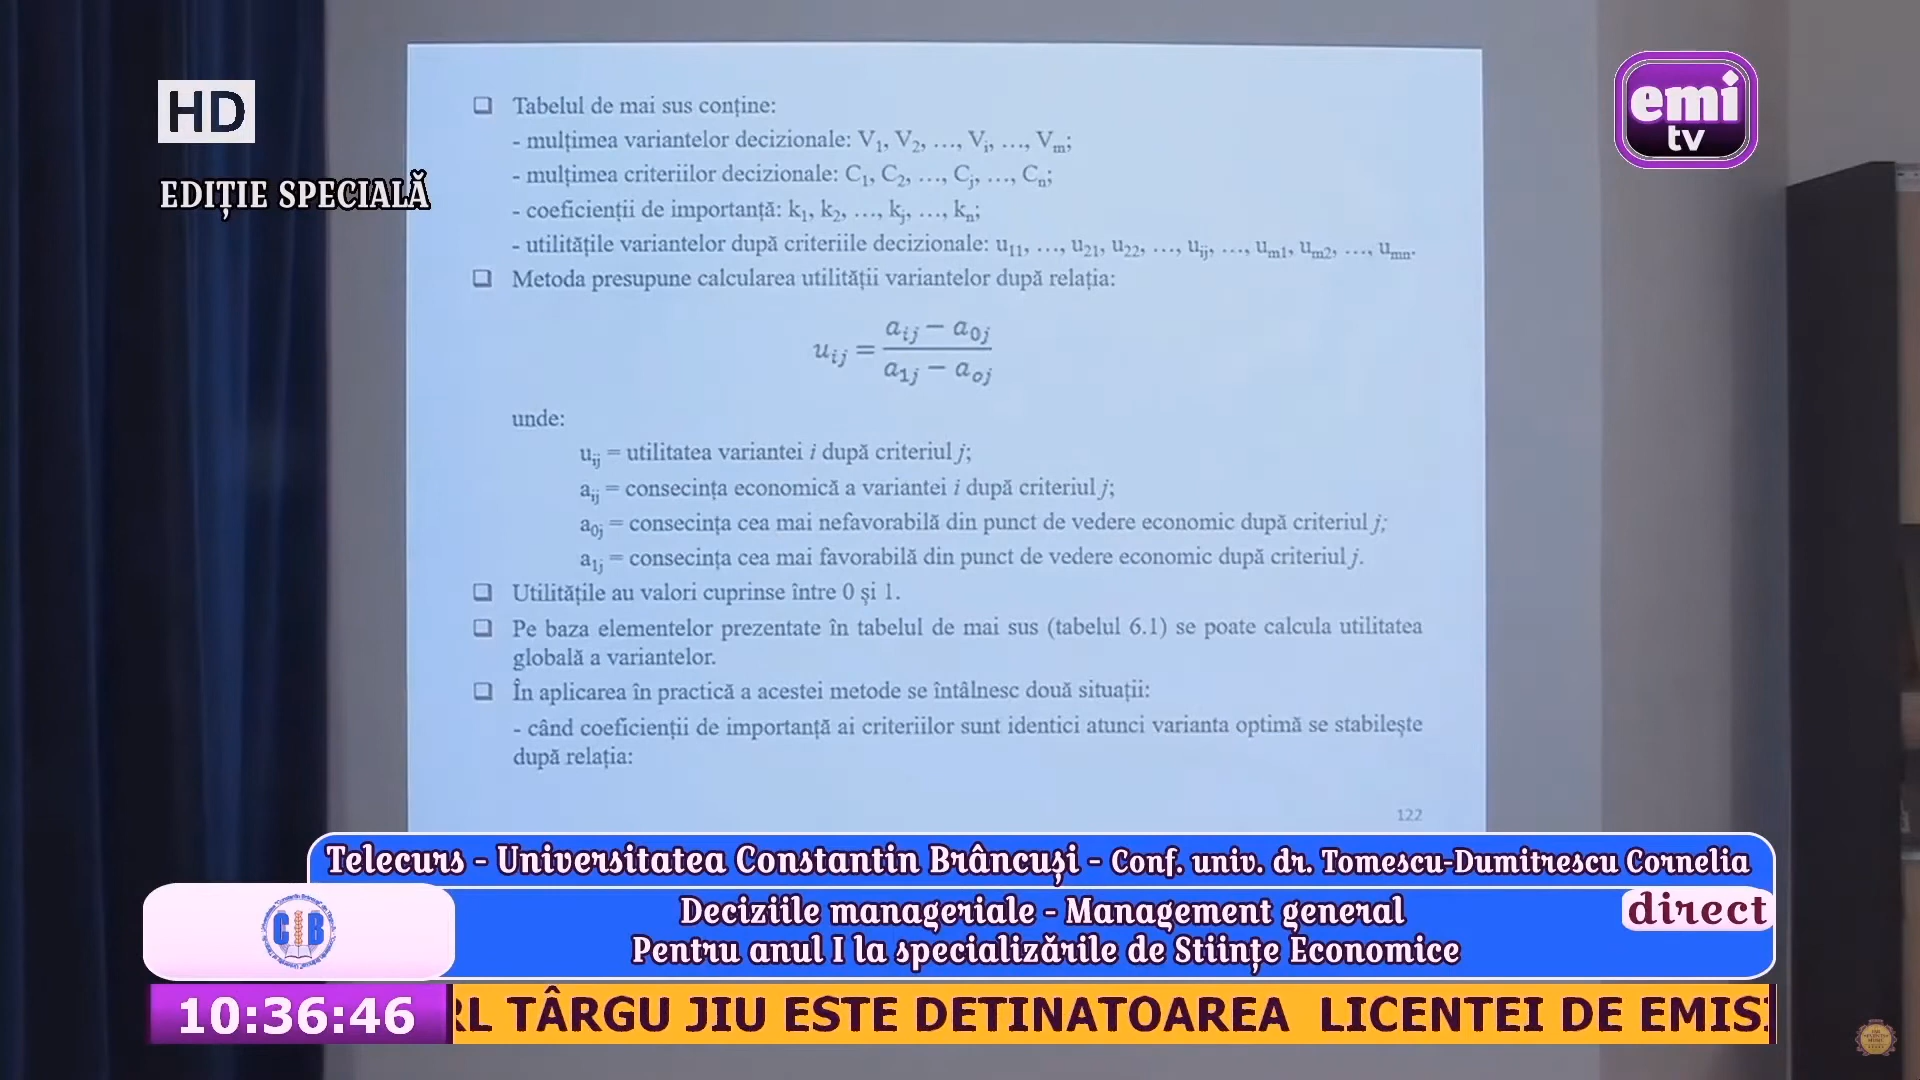 HD
EDIȚIE SPECIALĂ
emi
tv
❑ Tabelul de mai sus conține:
- mulțimea variantelor decizionale: V₁, V₂, …, Vᵢ, …, Vₘ;
- mulțimea criteriilor decizionale: C₁, C₂, …, Cⱼ, …, Cₙ;
- coeficienții de importanță: k₁, k₂, …, kⱼ, …, kₙ;
- utilitățile variantelor după criteriile decizionale: u₁₁, …, u₂₁, u₂₂, …, uᵢⱼ, …, uₘ₁, uₘ₂, …, uₘₙ.
❑ Metoda presupune calcularea utilității variantelor după relația:
uᵢⱼ = (aᵢⱼ − a₀ⱼ) / (a₁ⱼ − aₒⱼ)
unde:
uᵢⱼ = utilitatea variantei i după criteriul j;
aᵢⱼ = consecința economică a variantei i după criteriul j;
a₀ⱼ = consecința cea mai nefavorabilă din punct de vedere economic după criteriul j;
a₁ⱼ = consecința cea mai favorabilă din punct de vedere economic după criteriul j.
❑ Utilitățile au valori cuprinse între 0 și 1.
❑ Pe baza elementelor prezentate în tabelul de mai sus (tabelul 6.1) se poate calcula utilitatea
globală a variantelor.
❑ În aplicarea în practică a acestei metode se întâlnesc două situații:
- când coeficienții de importanță ai criteriilor sunt identici atunci varianta optimă se stabilește
după relația:
122
Telecurs - Universitatea Constantin Brâncuși - Conf. univ. dr. Tomescu-Dumitrescu Cornelia
Deciziile manageriale - Management general
direct
Pentru anul I la specializările de Stiințe Economice
CIB
10:36:46
RL TÂRGU JIU ESTE DETINATOAREA LICENTEI DE EMIS